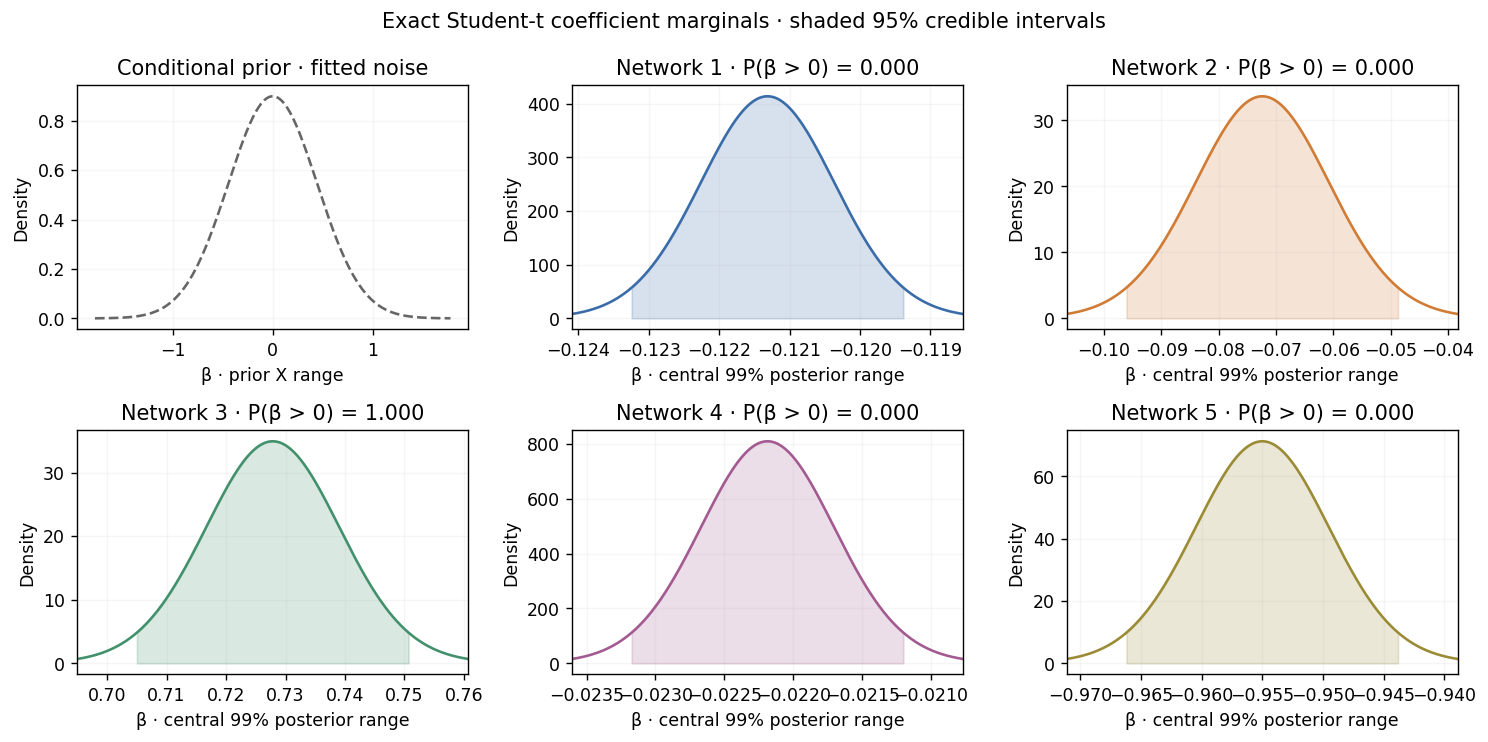 Exact Student-t coefficient marginals · shaded 95% credible intervals
Conditional prior · fitted noise
Density
0.8
0.6
0.4
0.2
0.0
−1 0 1
β · prior X range
Network 1 · P(β > 0) = 0.000
Density
400
300
200
100
0
−0.124 −0.123 −0.122 −0.121 −0.120 −0.119
β · central 99% posterior range
Network 2 · P(β > 0) = 0.000
Density
30
20
10
0
−0.10 −0.09 −0.08 −0.07 −0.06 −0.05 −0.04
β · central 99% posterior range
Network 3 · P(β > 0) = 1.000
Density
30
20
10
0
0.70 0.71 0.72 0.73 0.74 0.75 0.76
β · central 99% posterior range
Network 4 · P(β > 0) = 0.000
Density
800
600
400
200
0
−0.0235 −0.0230 −0.0225 −0.0220 −0.0215 −0.0210
β · central 99% posterior range
Network 5 · P(β > 0) = 0.000
Density
60
40
20
0
−0.970 −0.965 −0.960 −0.955 −0.950 −0.945 −0.940
β · central 99% posterior range